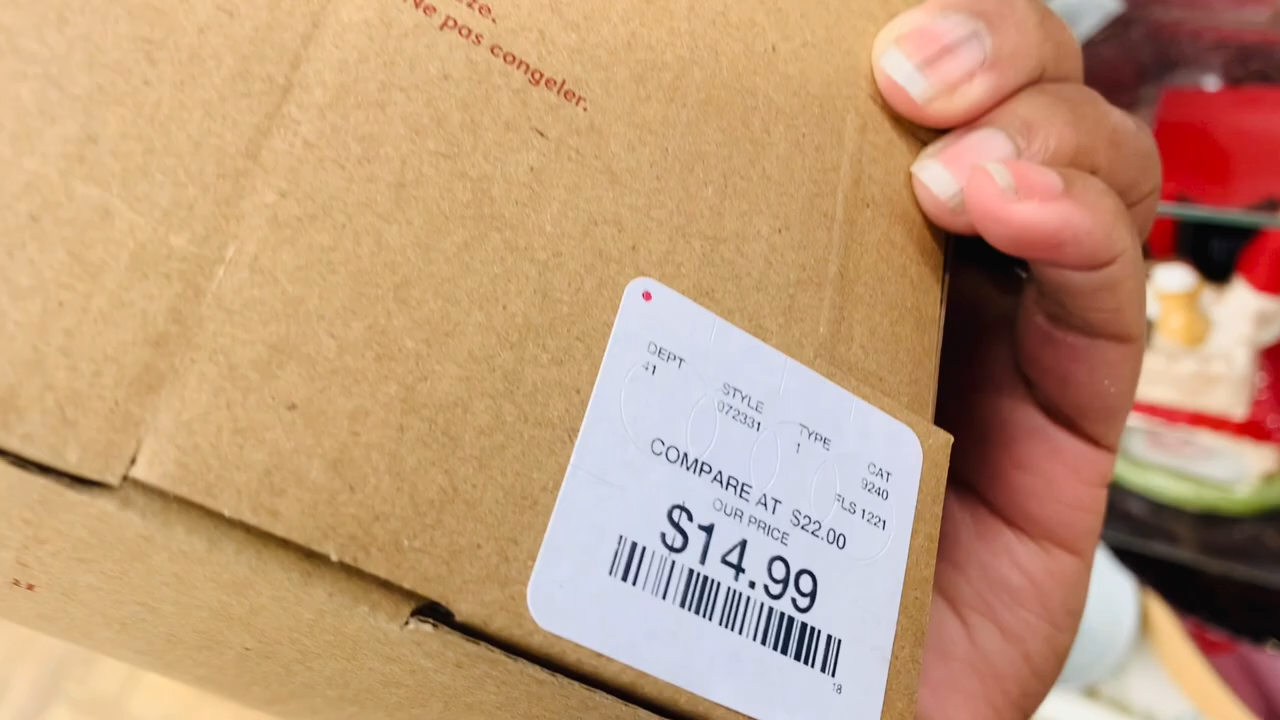 ze.
Ne pas congeler.
DEPT
41
STYLE
072331
TYPE
1
CAT
9240
FLS 1221
COMPARE AT $22.00
OUR PRICE
$14.99
18